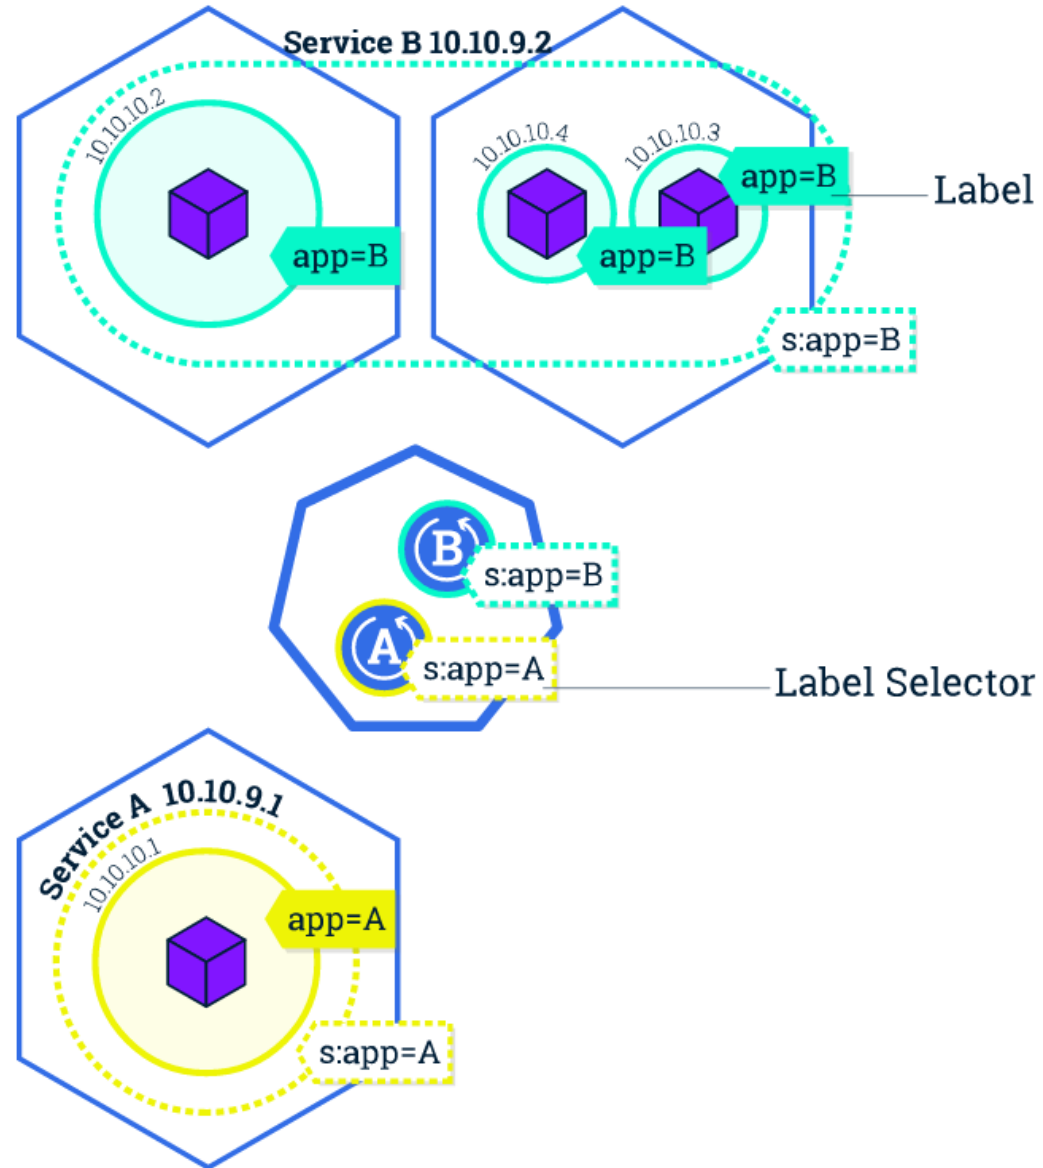 Service B 10.10.9.2
10.10.10.2
10.10.10.4
10.10.10.3
app=B
Label
app=B
app=B
s:app=B
B
s:app=B
A
s:app=A
Label Selector
Service A 10.10.9.1
10.10.10.1
app=A
s:app=A